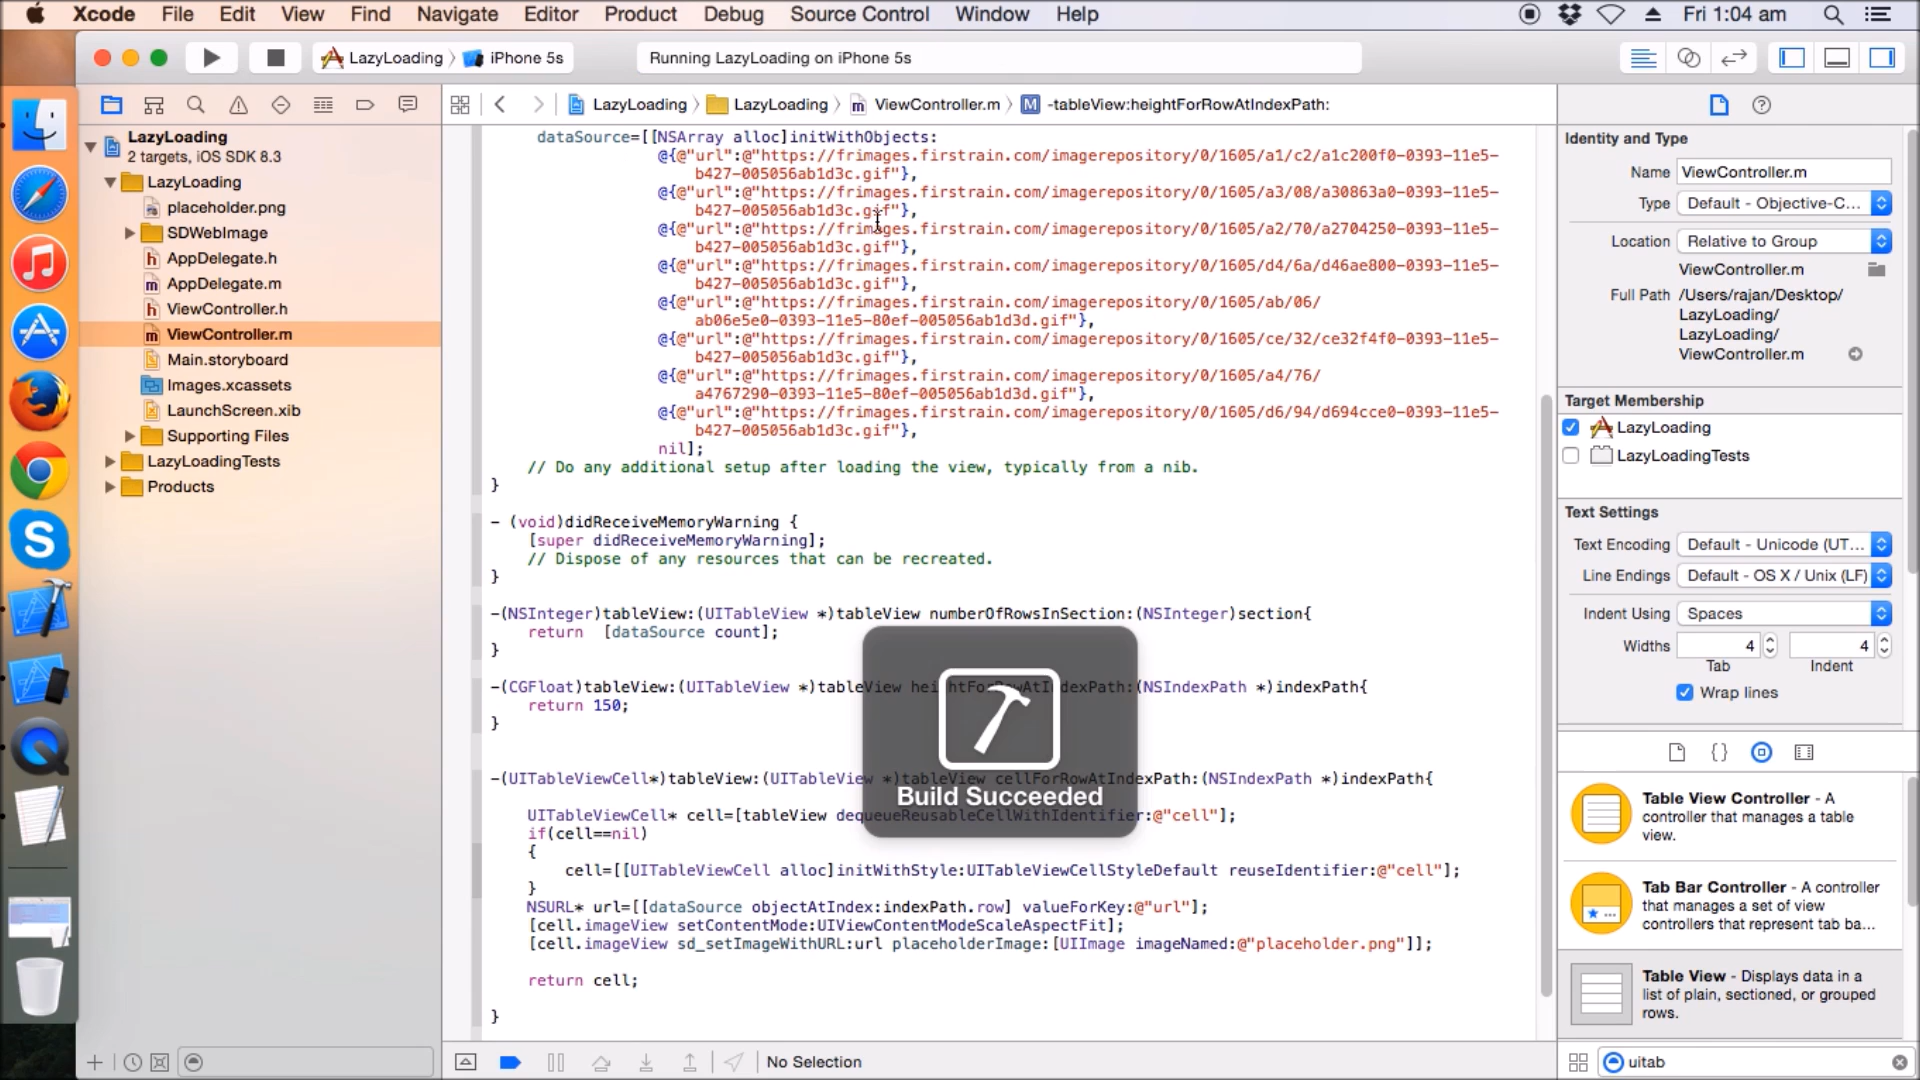 Xcode File Edit View Find Navigate Editor Product Debug Source Control Window Help Fri 1:04 am
LazyLoading iPhone 5s Running LazyLoading on iPhone 5s
LazyLoading LazyLoading ViewController.m M -tableView:heightForRowAtIndexPath:
LazyLoading
2 targets, iOS SDK 8.3
LazyLoading
placeholder.png
SDWebImage
h AppDelegate.h
m AppDelegate.m
h ViewController.h
m ViewController.m
Main.storyboard
Images.xcassets
LaunchScreen.xib
Supporting Files
LazyLoadingTests
Products
dataSource=[[NSArray alloc]initWithObjects:
@{@"url":@"https://frimages.firstrain.com/imagerepository/0/1605/a1/c2/a1c200f0-0393-11e5-
b427-005056ab1d3c.gif"},
@{@"url":@"https://frimages.firstrain.com/imagerepository/0/1605/a3/08/a30863a0-0393-11e5-
b427-005056ab1d3c.gif"},
@{@"url":@"https://frimages.firstrain.com/imagerepository/0/1605/a2/70/a2704250-0393-11e5-
b427-005056ab1d3c.gif"},
@{@"url":@"https://frimages.firstrain.com/imagerepository/0/1605/d4/6a/d46ae800-0393-11e5-
b427-005056ab1d3c.gif"},
@{@"url":@"https://frimages.firstrain.com/imagerepository/0/1605/ab/06/
ab06e5e0-0393-11e5-80ef-005056ab1d3d.gif"},
@{@"url":@"https://frimages.firstrain.com/imagerepository/0/1605/ce/32/ce32f4f0-0393-11e5-
b427-005056ab1d3c.gif"},
@{@"url":@"https://frimages.firstrain.com/imagerepository/0/1605/a4/76/
a4767290-0393-11e5-80ef-005056ab1d3d.gif"},
@{@"url":@"https://frimages.firstrain.com/imagerepository/0/1605/d6/94/d694cce0-0393-11e5-
b427-005056ab1d3c.gif"},
nil];
// Do any additional setup after loading the view, typically from a nib.
}
- (void)didReceiveMemoryWarning {
[super didReceiveMemoryWarning];
// Dispose of any resources that can be recreated.
}
-(NSInteger)tableView:(UITableView *)tableView numberOfRowsInSection:(NSInteger)section{
return  [dataSource count];
}
-(CGFloat)tableView:(UITableView *)tableView heightForRowAtIndexPath:(NSIndexPath *)indexPath{
return 150;
}
-(UITableViewCell*)tableView:(UITableView *)tableView cellForRowAtIndexPath:(NSIndexPath *)indexPath{
Build Succeeded
UITableViewCell* cell=[tableView dequeueReusableCellWithIdentifier:@"cell"];
if(cell==nil)
{
cell=[[UITableViewCell alloc]initWithStyle:UITableViewCellStyleDefault reuseIdentifier:@"cell"];
}
NSURL* url=[[dataSource objectAtIndex:indexPath.row] valueForKey:@"url"];
[cell.imageView setContentMode:UIViewContentModeScaleAspectFit];
[cell.imageView sd_setImageWithURL:url placeholderImage:[UIImage imageNamed:@"placeholder.png"]];
return cell;
}
No Selection
Identity and Type
Name ViewController.m
Type Default - Objective-C...
Location Relative to Group
ViewController.m
Full Path /Users/rajan/Desktop/
LazyLoading/
LazyLoading/
ViewController.m
Target Membership
LazyLoading
LazyLoadingTests
Text Settings
Text Encoding Default - Unicode (UT...
Line Endings Default - OS X / Unix (LF)
Indent Using Spaces
Widths 4 4
Tab Indent
Wrap lines
{}
Table View Controller - A
controller that manages a table
view.
Tab Bar Controller - A controller
that manages a set of view
controllers that represent tab ba...
Table View - Displays data in a
list of plain, sectioned, or grouped
rows.
uitab